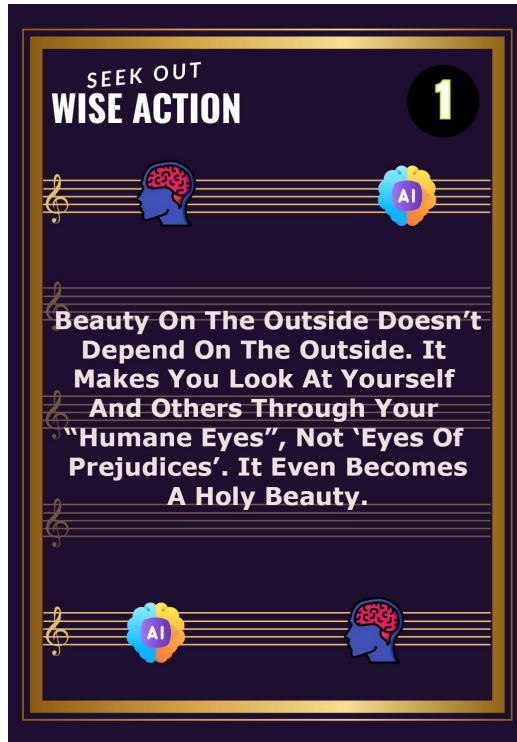 SEEK OUT
WISE ACTION
1
AI
Beauty On The Outside Doesn’t
Depend On The Outside. It
Makes You Look At Yourself
And Others Through Your
“Humane Eyes”, Not ‘Eyes Of
Prejudices’. It Even Becomes
A Holy Beauty.
AI